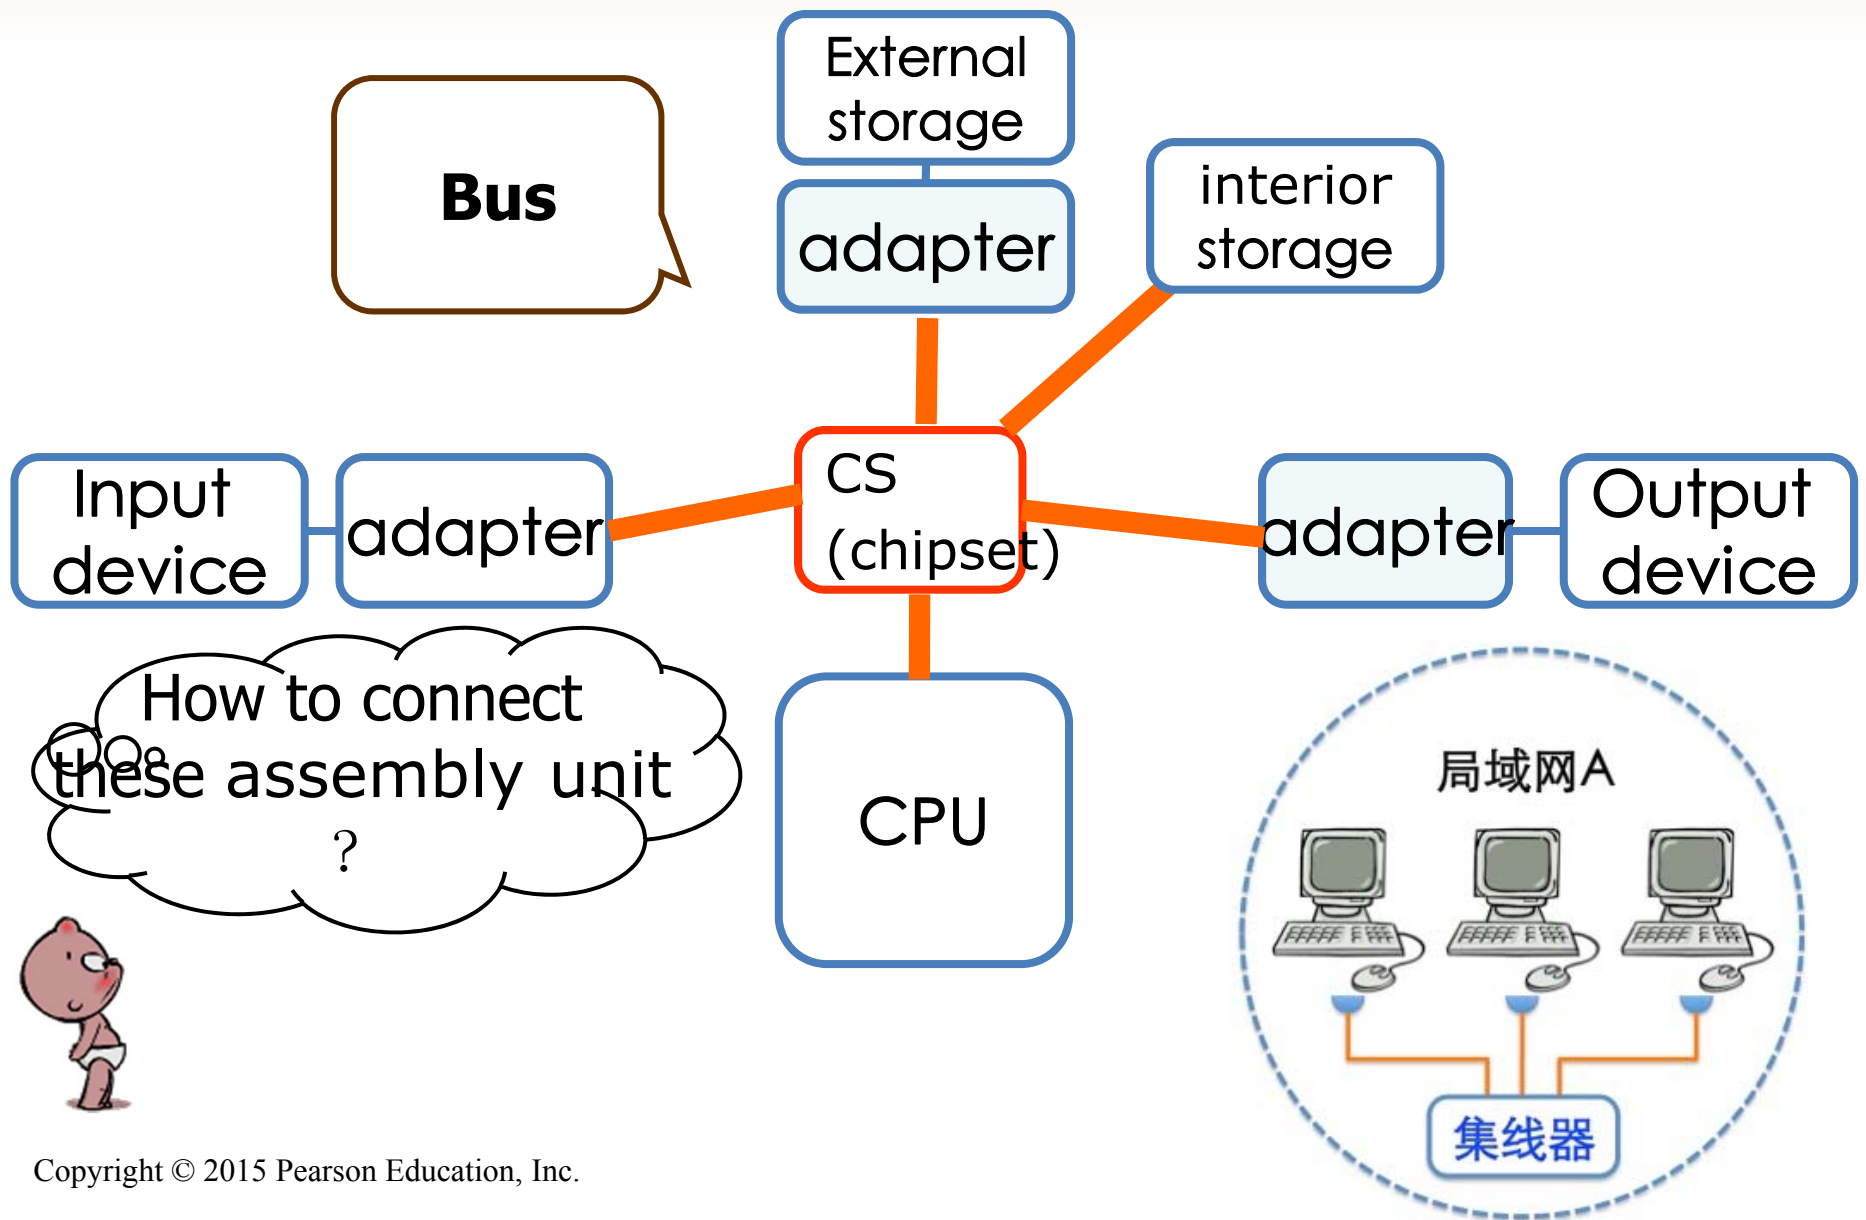 External
storage
Bus
adapter
interior
storage
Input
device
adapter
CS
(chipset)
adapter
Output
device
How to connect
these assembly unit
？
CPU
局域网A
集线器
Copyright © 2015 Pearson Education, Inc.